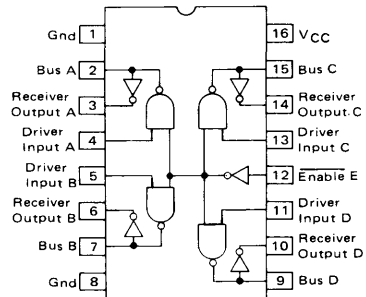 Gnd 1
Bus A 2
Receiver
Output A 3
Driver
Input A 4
Driver
Input B 5
Receiver
Output B 6
Bus B 7
Gnd 8
16 VCC
15 Bus C
14 Receiver
Output C
13 Driver
Input C
12 Enable E
11 Driver
Input D
10 Receiver
Output D
9 Bus D